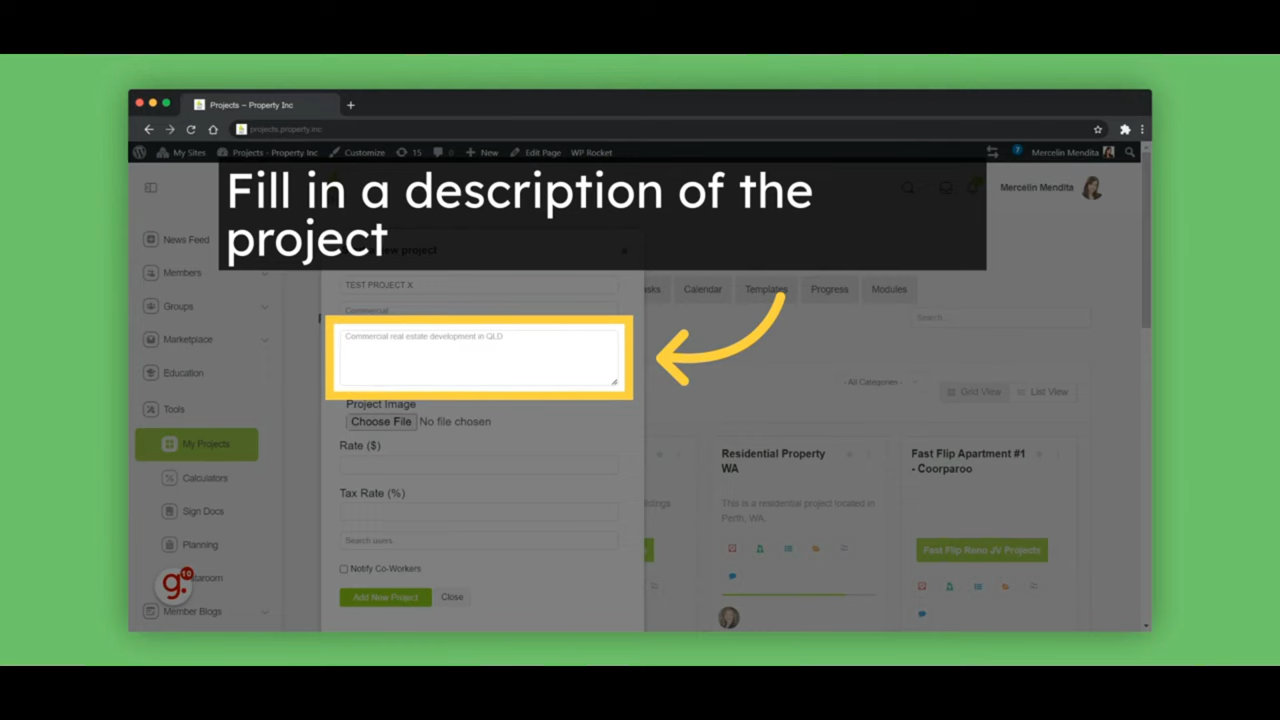 Projects – Property Inc
projects.property.inc
My Sites
Projects - Property Inc
Customize
15
0
New
Edit Page
WP Rocket
7
Mercelin Mendita
Fill in a description of the
project
Mercelin Mendita
new project
News Feed
Members
Groups
Marketplace
Education
Tools
My Projects
Calculators
Sign Docs
Planning
Member Blogs
g.
10
TEST PROJECT X
Commercial
Commercial real estate development in QLD
Project Image
Choose File No file chosen
Rate ($)
Tax Rate (%)
Search users...
Notify Co-Workers
Add New Project
Close
Calendar
Templates
Progress
Modules
Search...
- All Categories -
Grid View
List View
Residential Property
WA
This is a residential project located in
Perth, WA.
Fast Flip Apartment #1
- Coorparoo
Fast Flip Reno JV Projects